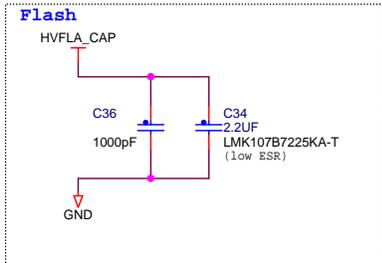 Flash
HVFLA_CAP
C36
1000pF
C34
2.2UF
LMK107B7225KA-T
(low ESR)
GND